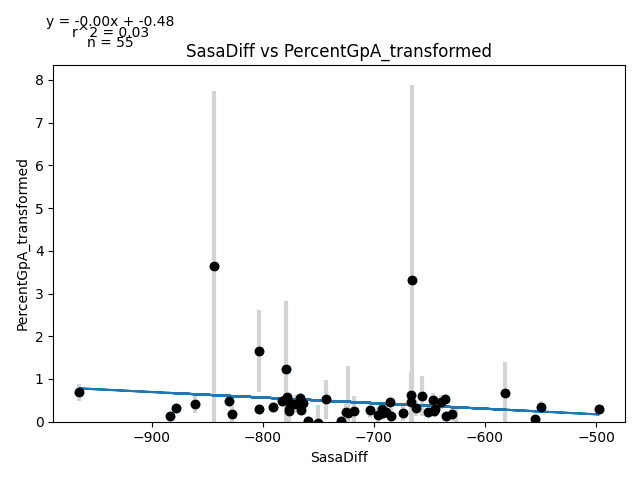 y = -0.00x + -0.48
r^2 = 0.03
n = 55
SasaDiff vs PercentGpA_transformed
PercentGpA_transformed
8
7
6
5
4
3
2
1
0
−900
−800
−700
−600
−500
SasaDiff